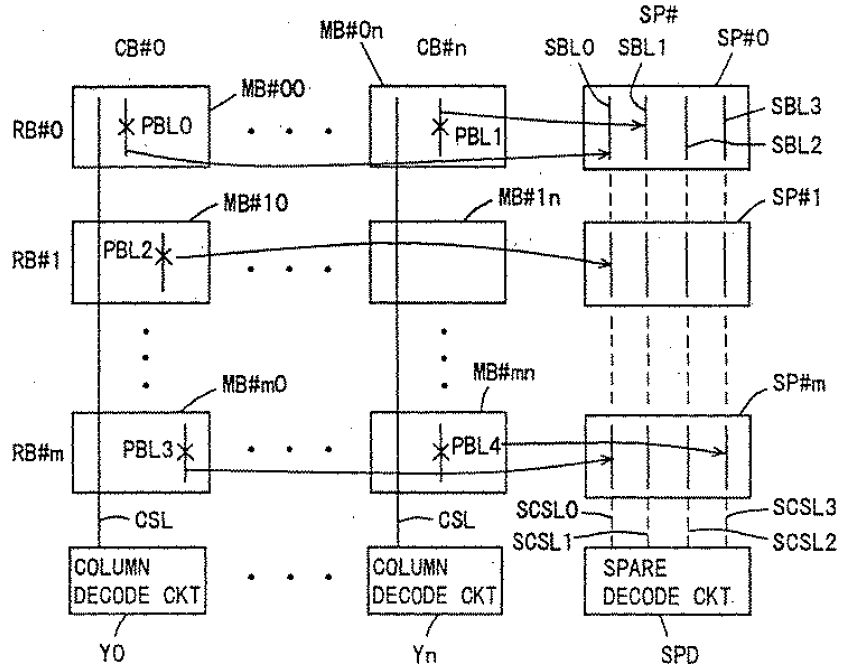 SP#
CB#0
MB#0n
CB#n
SBL0
SBL1
SP#0
RB#0
PBL0
MB#00
PBL1
SBL3
SBL2
MB#10
MB#1n
SP#1
RB#1
PBL2
MB#m0
MB#mn
SP#m
RB#m
PBL3
PBL4
CSL
CSL
SCSL0
SCSL3
SCSL1
SCSL2
COLUMN
DECODE CKT
COLUMN
DECODE CKT
SPARE
DECODE CKT
Y0
Yn
SPD